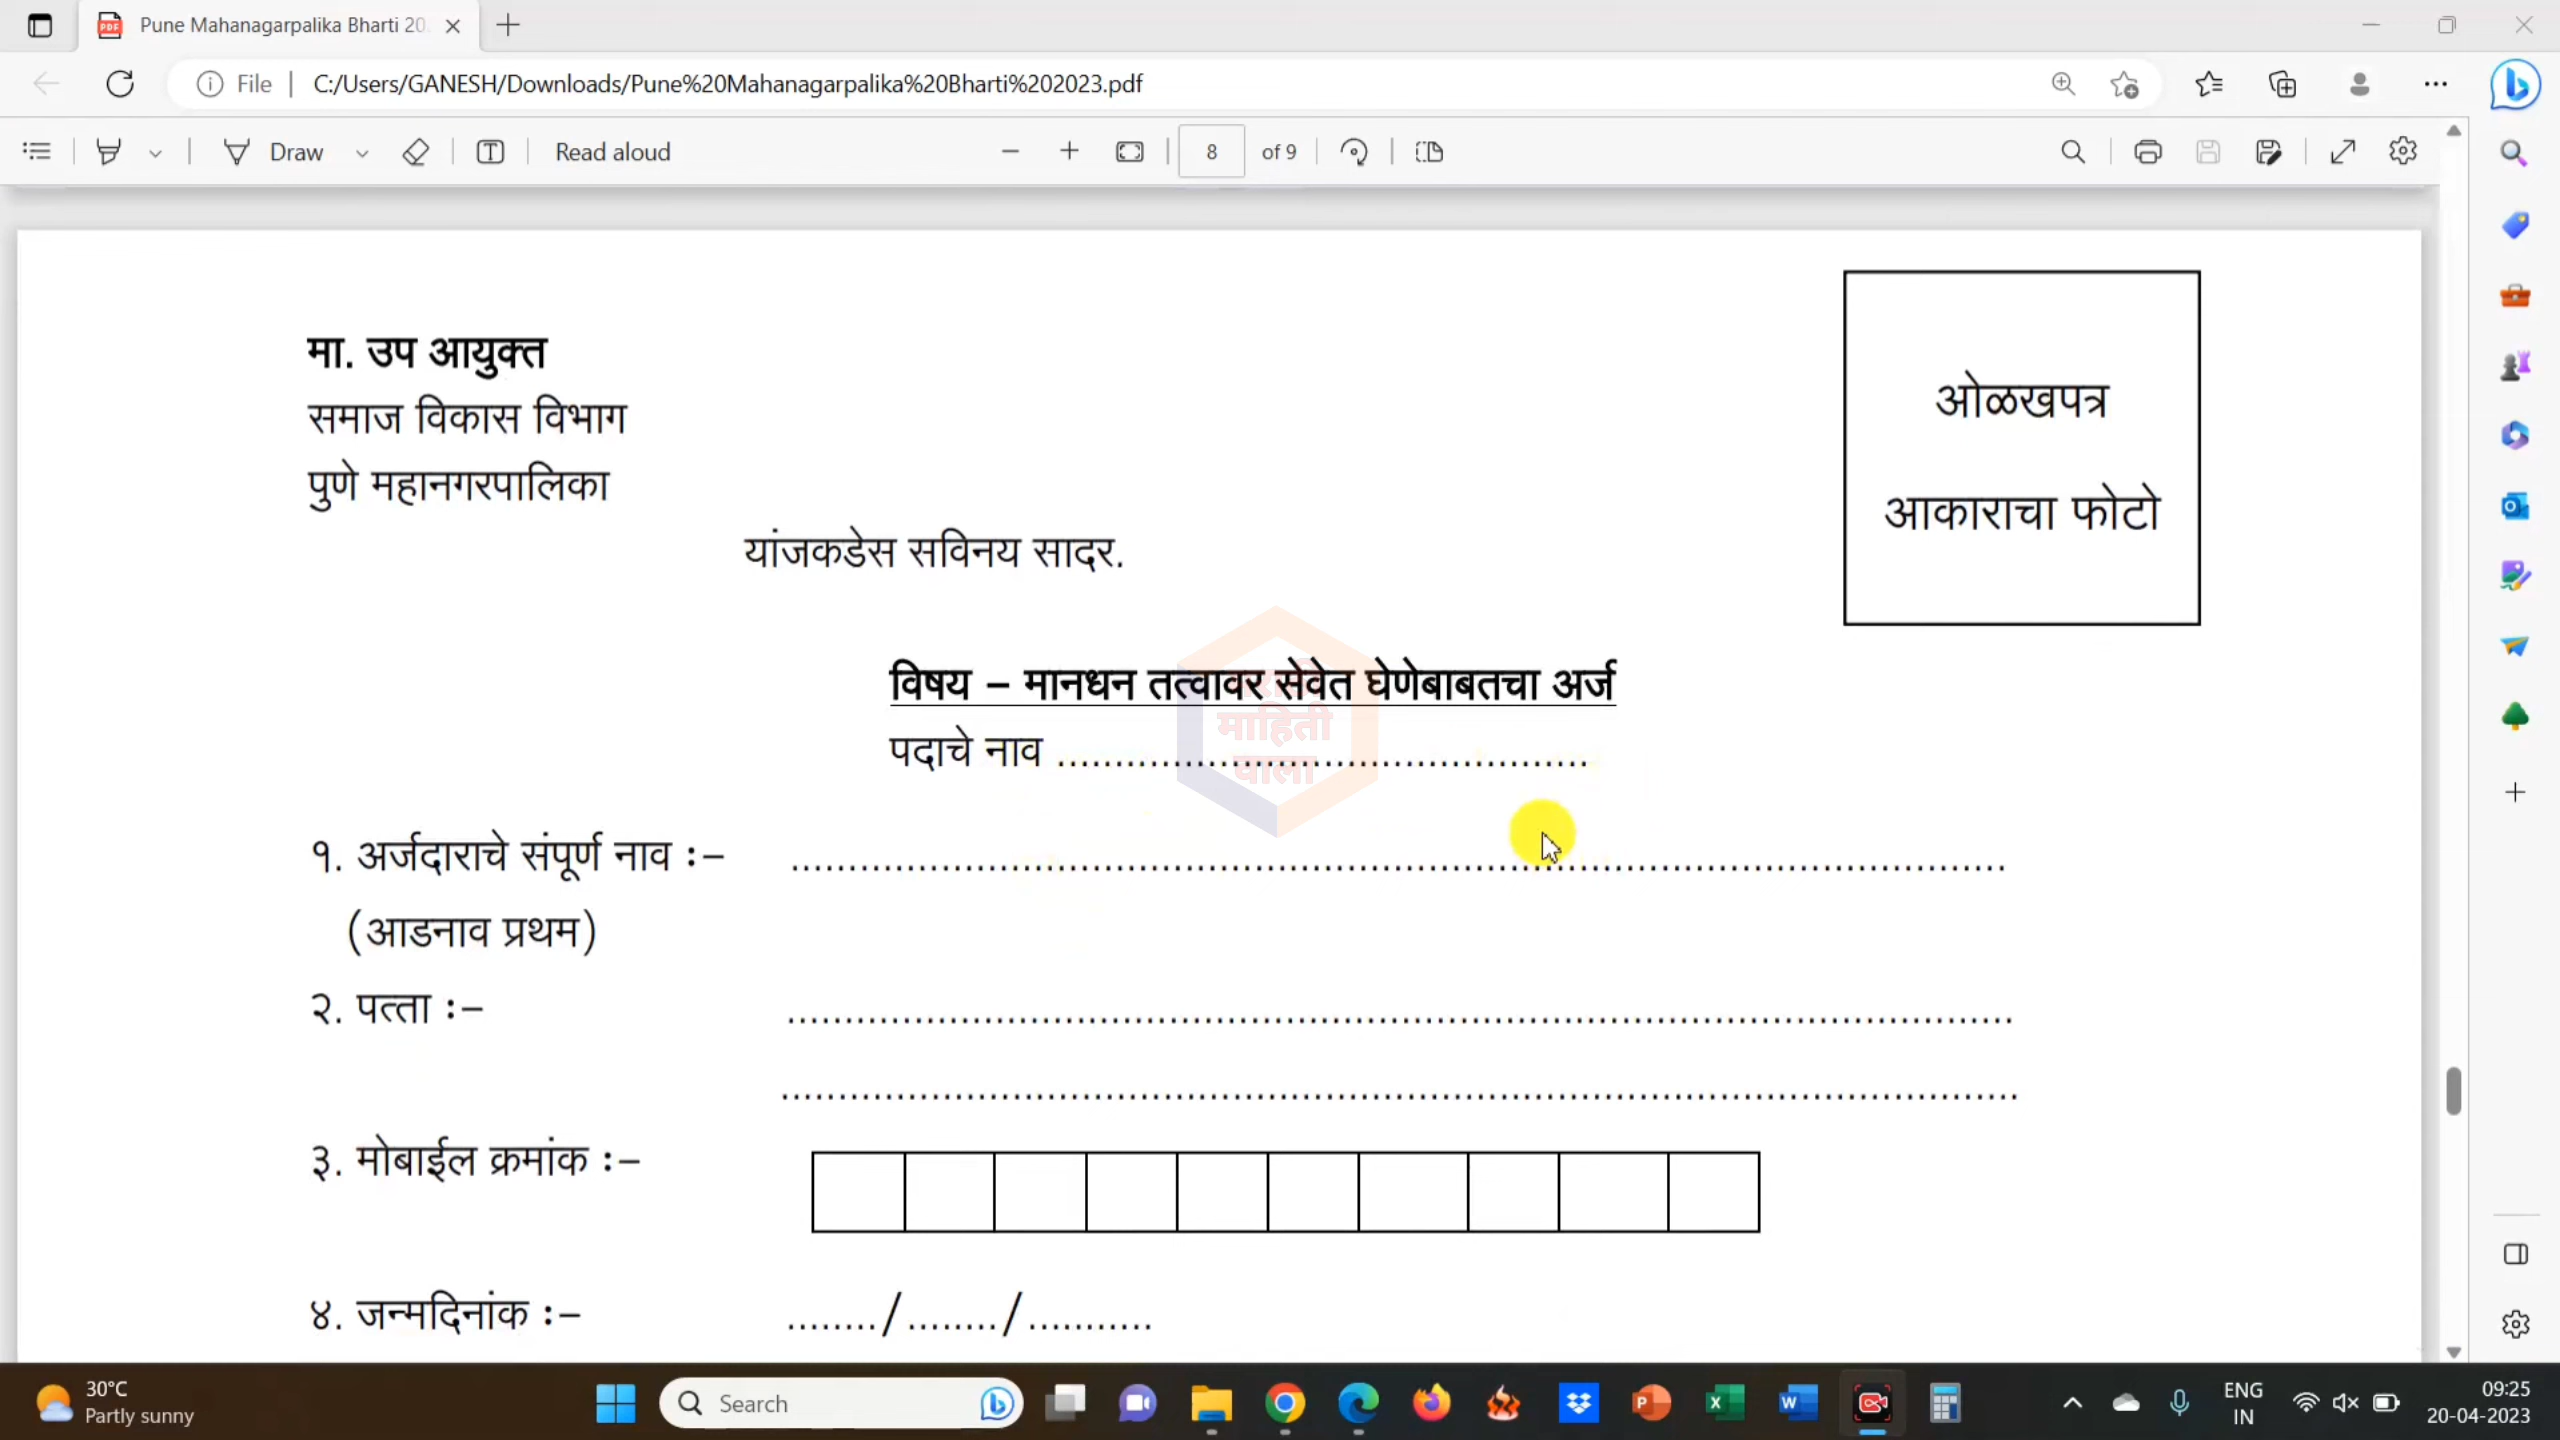 Pune Mahanagarpalika Bharti 20
File
C:/Users/GANESH/Downloads/Pune%20Mahanagarpalika%20Bharti%202023.pdf
Draw
Read aloud
8 of 9
मा. उप आयुक्त
समाज विकास विभाग
पुणे महानगरपालिका
यांजकडेस सविनय सादर.
ओळखपत्र
आकाराचा फोटो
विषय – मानधन तत्वावर सेवेत घेणेबाबतचा अर्ज
माहिती
वाला
पदाचे नाव ................................................
१. अर्जदाराचे संपूर्ण नाव :– ................................................................................
(आडनाव प्रथम)
२. पत्ता :– ................................................................................
................................................................................
३. मोबाईल क्रमांक :–
४. जन्मदिनांक :– ......../......../...........
30°C
Partly sunny
Search
ENG
IN
09:25
20-04-2023